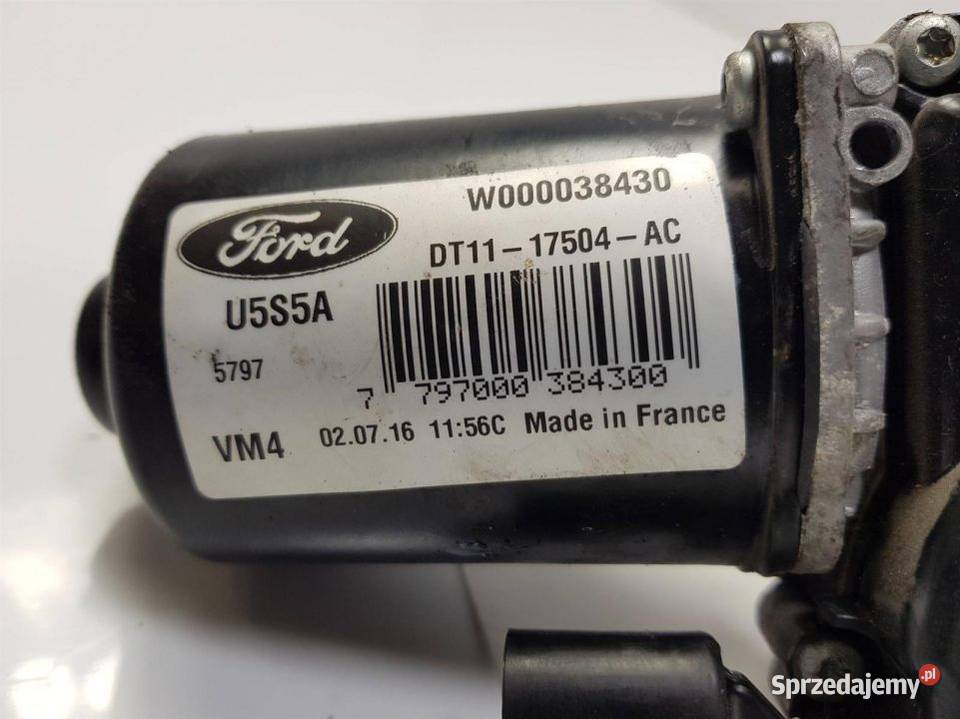 W000038430
Ford
DT11-17504-AC
U5S5A
5797
7 797000 384300
VM4 02.07.16 11:56C Made in France
Sprzedajemy.pl